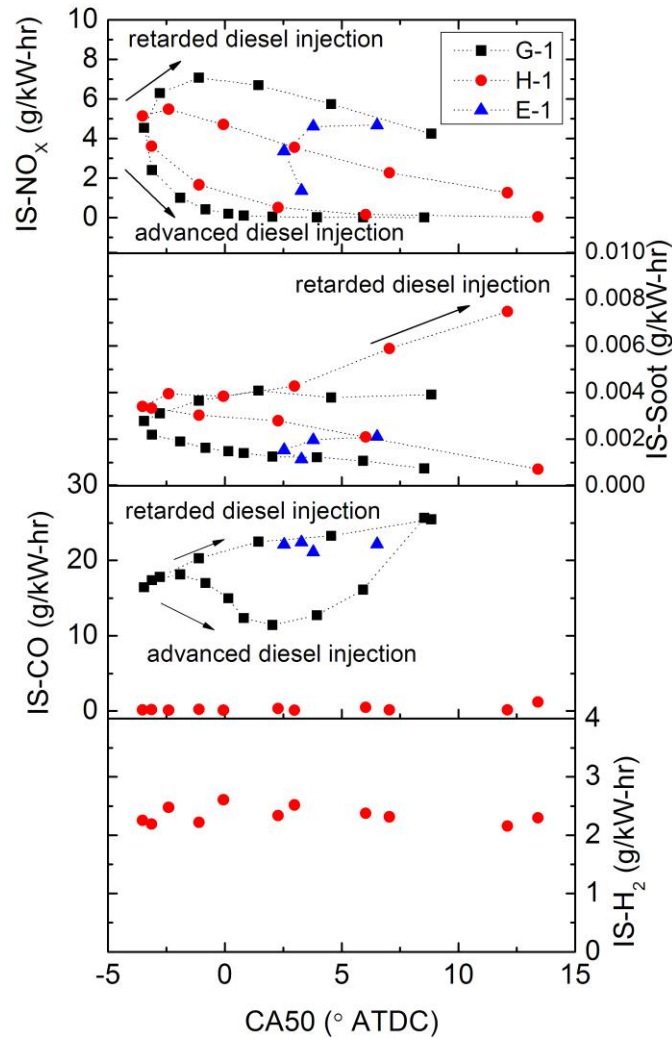 10
8
6
4
2
0
IS-NOX (g/kW-hr)
retarded diesel injection
advanced diesel injection
G-1
H-1
E-1
0.010
0.008
0.006
0.004
0.002
0.000
IS-Soot (g/kW-hr)
retarded diesel injection
30
20
10
0
IS-CO (g/kW-hr)
retarded diesel injection
advanced diesel injection
4
3
2
1
0
IS-H2 (g/kW-hr)
-5
0
5
10
15
CA50 (° ATDC)